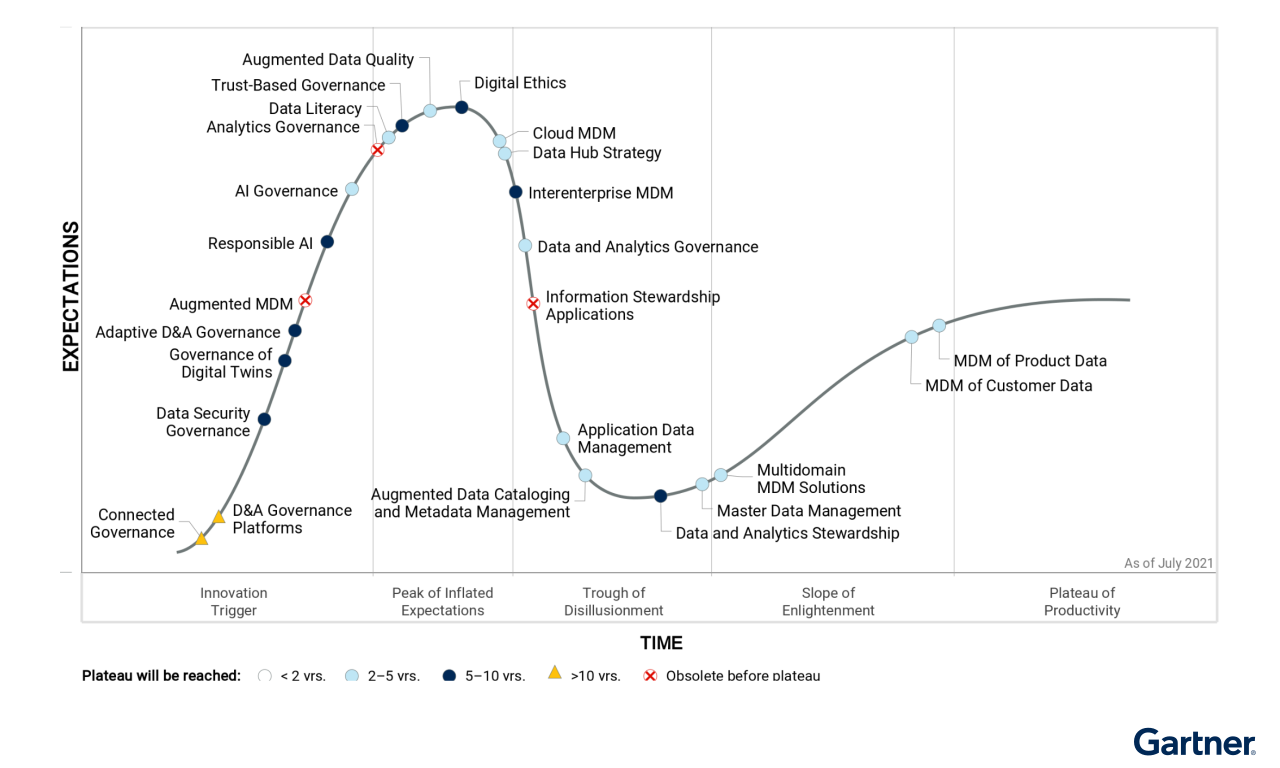 Augmented Data Quality
Trust-Based Governance
Data Literacy
Analytics Governance
AI Governance
Responsible AI
Augmented MDM
Adaptive D&A Governance
Governance of
Digital Twins
Data Security
Governance
Connected
Governance
D&A Governance
Platforms
Digital Ethics
Cloud MDM
Data Hub Strategy
Interenterprise MDM
Data and Analytics Governance
Information Stewardship
Applications
Application Data
Management
Augmented Data Cataloging
and Metadata Management
Data and Analytics Stewardship
Master Data Management
Multidomain
MDM Solutions
MDM of Customer Data
MDM of Product Data
EXPECTATIONS
As of July 2021
Innovation
Trigger
Peak of Inflated
Expectations
Trough of
Disillusionment
Slope of
Enlightenment
Plateau of
Productivity
TIME
Plateau will be reached: < 2 yrs. 2–5 yrs. 5–10 yrs. >10 yrs. Obsolete before plateau
Gartner®